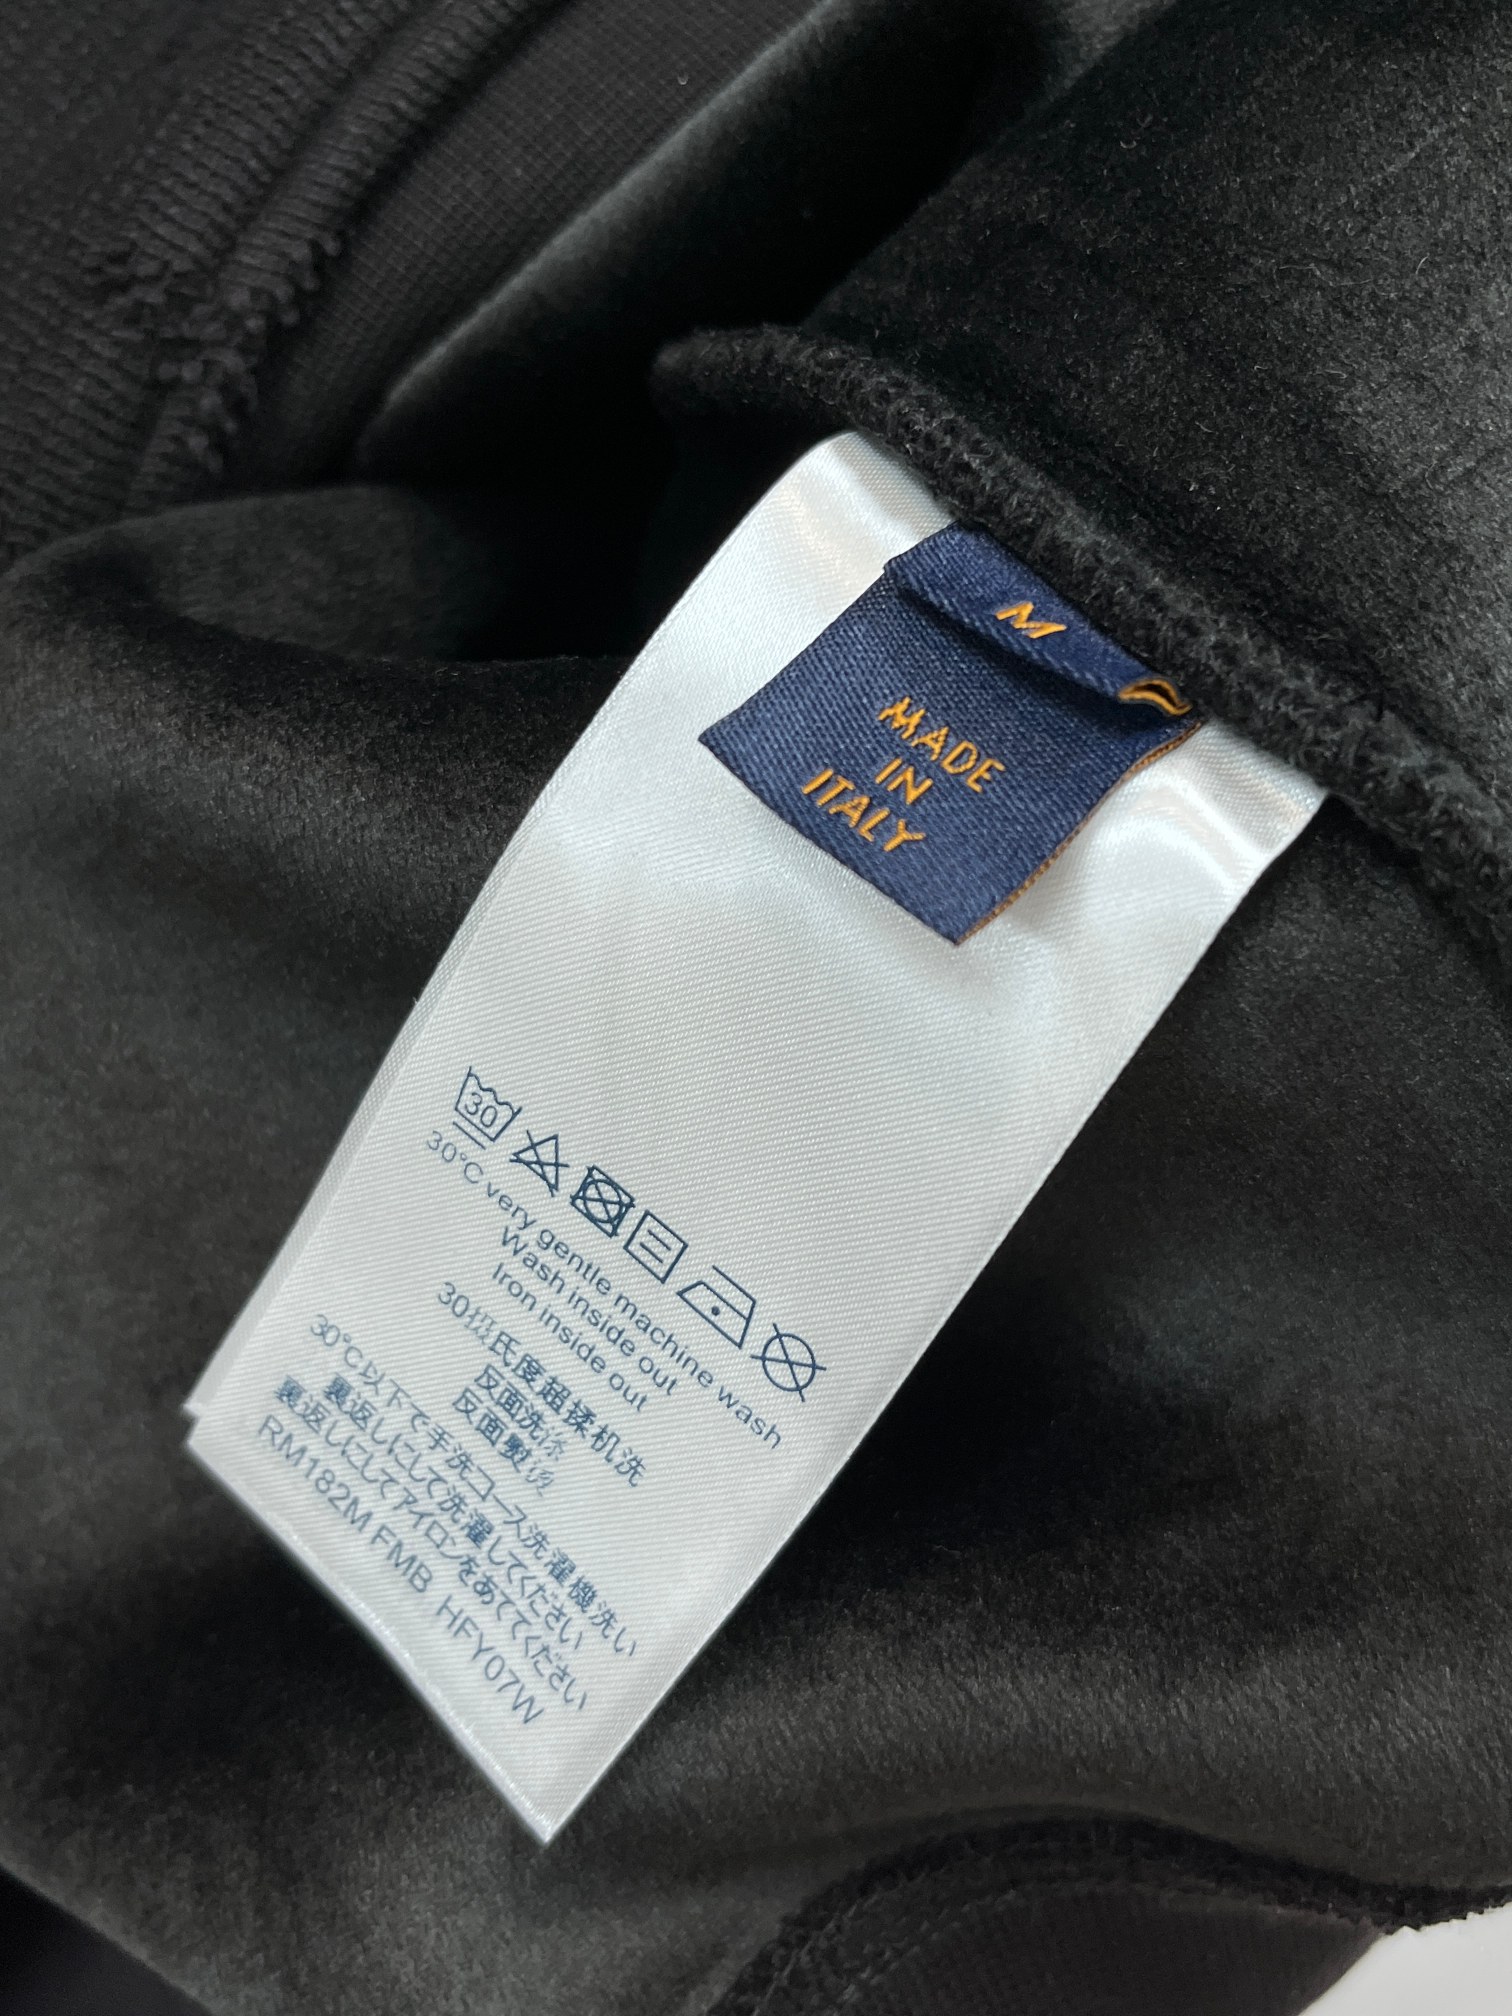 M
MADE
IN
ITALY
30
30°C very gentle machine wash
Wash inside out
Iron inside out
30摄氏度超揉机洗
反面洗涤
反面熨烫
30℃以下で手洗コース洗濯機洗い
裏返しにして洗濯してください
裏返しにしてアイロンをあててください
RM182M FMB HFY07W